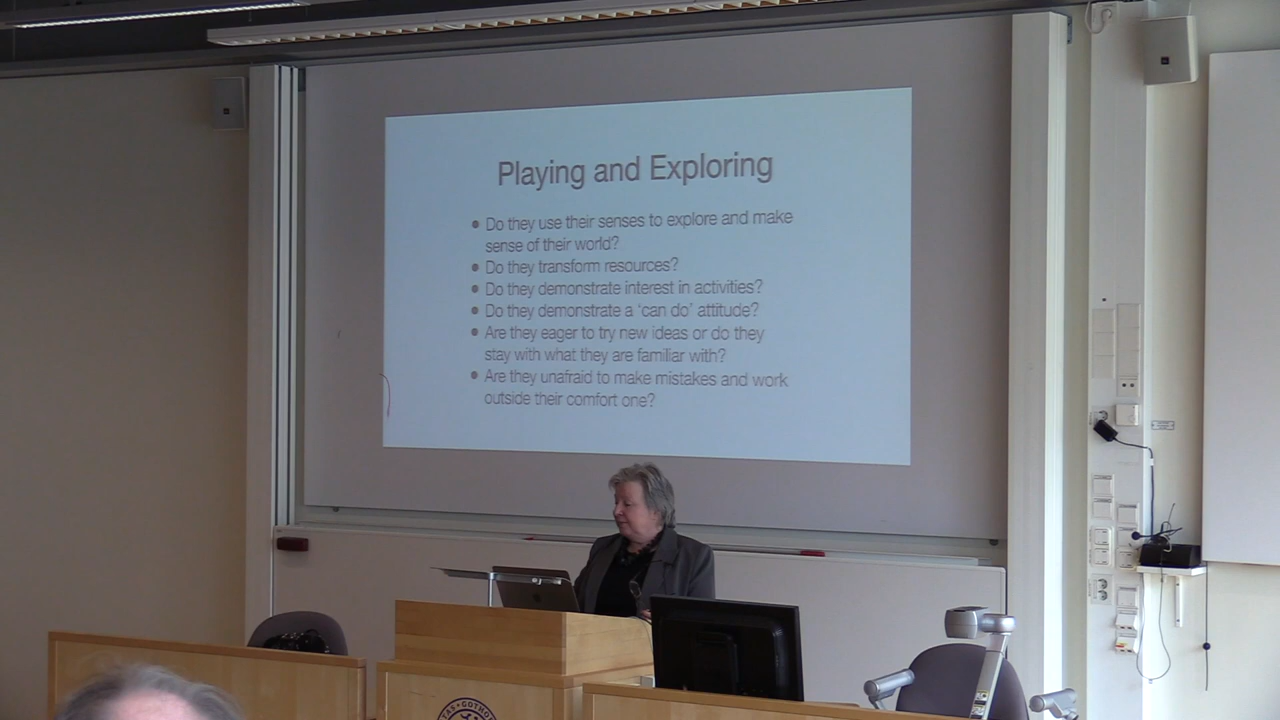 Playing and Exploring
• Do they use their senses to explore and make
sense of their world?
• Do they transform resources?
• Do they demonstrate interest in activities?
• Do they demonstrate a 'can do' attitude?
• Are they eager to try new ideas or do they
stay with what they are familiar with?
• Are they unafraid to make mistakes and work
outside their comfort one?